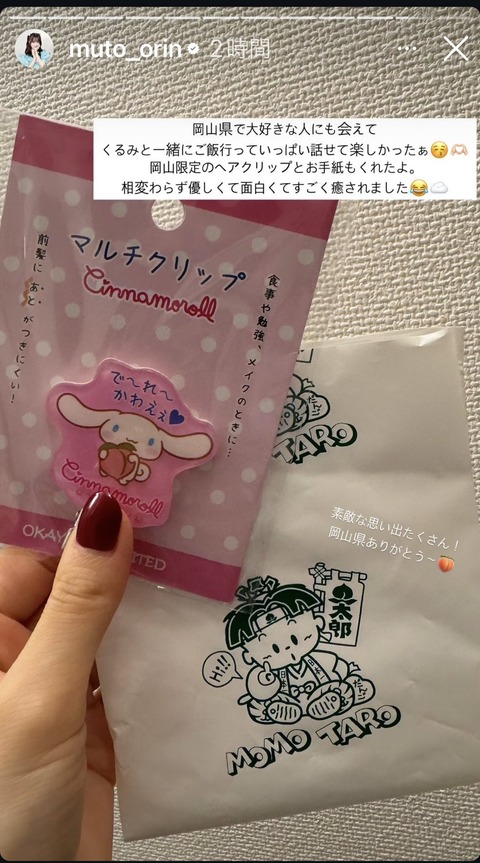 muto_orin 2時間
岡山県で大好きな人にも会えて
くるみと一緒にご飯行っていっぱい話せて楽しかったぁ😚🫶🏻
岡山限定のヘアクリップとお手紙もくれたよ。
相変わらず優しくて面白くてすごく癒されました😂☁️
マルチクリップ
Cinnamoroll
前髪に あと がつきにくい！
食事や勉強、メイクのときに…
で〜れ〜
かわええ
Cinnamoroll
TARO
素敵な思い出たくさん！
岡山県ありがとう〜🍑
太郎
Hi!!
MOMO TARO